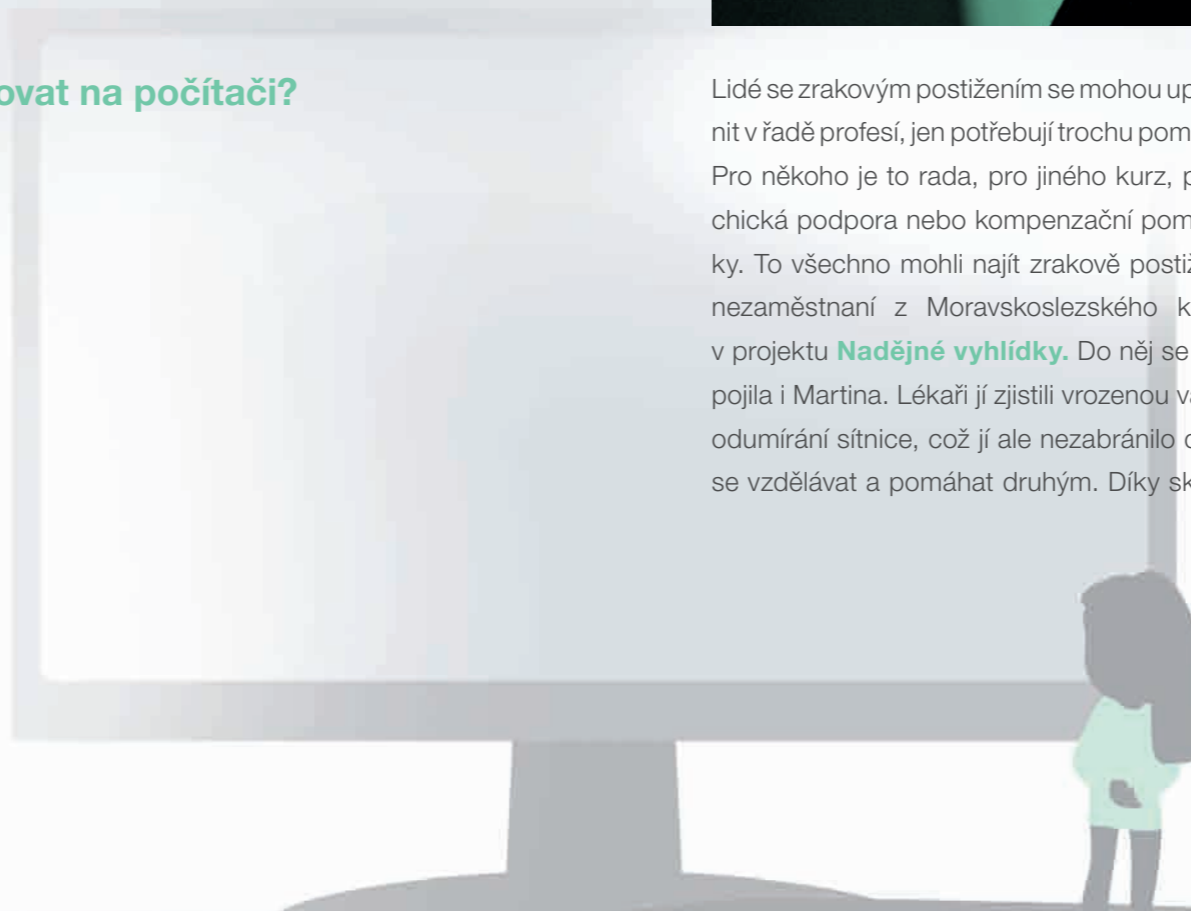 ovat na počítači?
Lidé se zrakovým postižením se mohou up
nit v řadě profesí, jen potřebují trochu pom
Pro někoho je to rada, pro jiného kurz, p
chická podpora nebo kompenzační pom
ky. To všechno mohli najít zrakově postiž
nezaměstnaní z Moravskoslezského k
v projektu Nadějné vyhlídky. Do něj se
pojila i Martina. Lékaři jí zjistili vrozenou va
odumírání sítnice, což jí ale nezabránilo d
se vzdělávat a pomáhat druhým. Díky sk